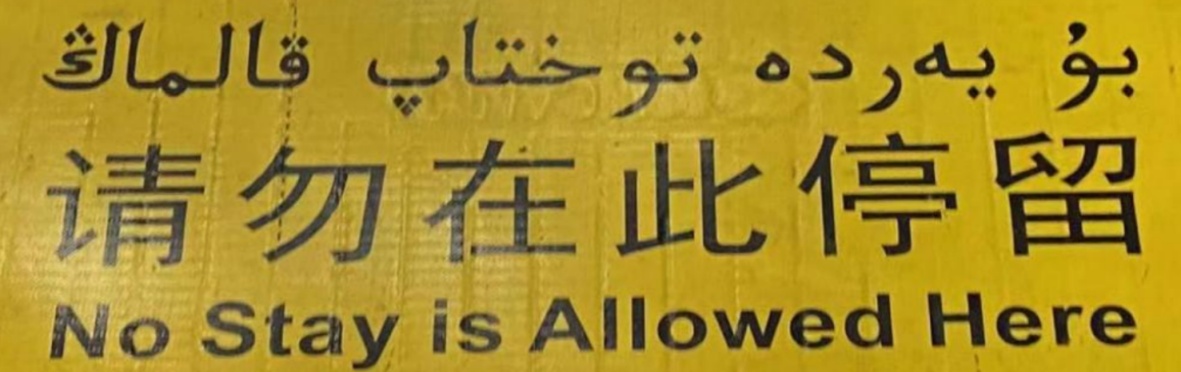 بۇ يەردە توختاپ قالماڭ
请勿在此停留
No Stay is Allowed Here